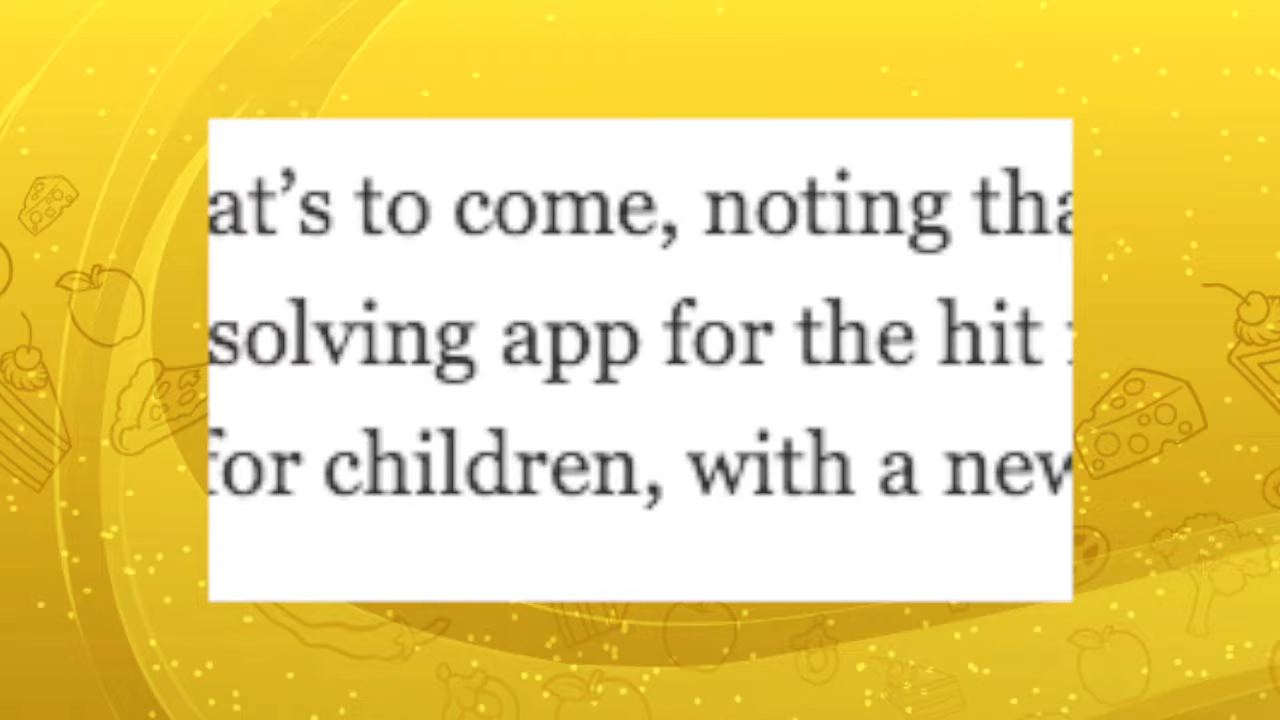 at’s to come, noting tha
solving app for the hit
for children, with a new